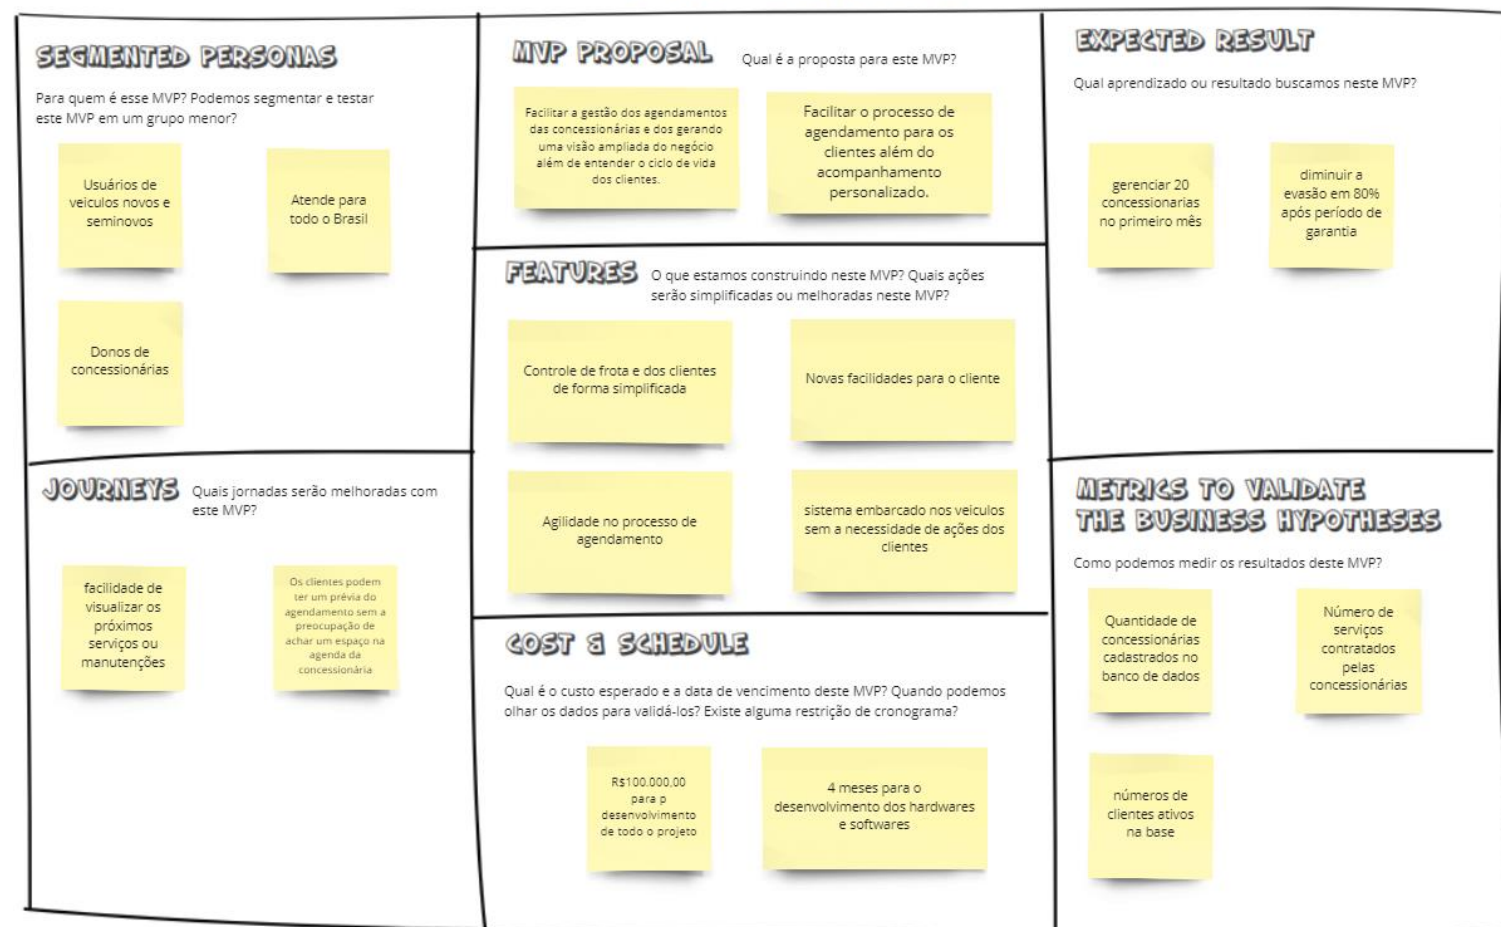 SEGMENTED PERSONAS
Para quem é esse MVP? Podemos segmentar e testar
este MVP em um grupo menor?
Usuários de
veiculos novos e
seminovos
Atende para
todo o Brasil
Donos de
concessionárias
JOURNEYS
Quais jornadas serão melhoradas com
este MVP?
facilidade de
visualizar os
próximos
serviços ou
manutenções
Os clientes podem
ter um prévia do
agendamento sem a
preocupação de
achar um espaço na
agenda da
concessionária
MVP PROPOSAL
Qual é a proposta para este MVP?
Facilitar a gestão dos agendamentos
das concessionárias e dos gerando
uma visão ampliada do negócio
além de entender o ciclo de vida
dos clientes.
Facilitar o processo de
agendamento para os
clientes além do
acompanhamento
personalizado.
FEATURES
O que estamos construindo neste MVP? Quais ações
serão simplificadas ou melhoradas neste MVP?
Controle de frota e dos clientes
de forma simplificada
Novas facilidades para o cliente
Agilidade no processo de
agendamento
sistema embarcado nos veiculos
sem a necessidade de ações dos
clientes
COST & SCHEDULE
Qual é o custo esperado e a data de vencimento deste MVP? Quando podemos
olhar os dados para validá-los? Existe alguma restrição de cronograma?
R$100.000,00
para p
desenvolvimento
de todo o projeto
4 meses para o
desenvolvimento dos hardwares
e softwares
EXPECTED RESULT
Qual aprendizado ou resultado buscamos neste MVP?
gerenciar 20
concessionarias
no primeiro mês
diminuir a
evasão em 80%
após período de
garantia
METRICS TO VALIDATE
THE BUSINESS HYPOTHESES
Como podemos medir os resultados deste MVP?
Quantidade de
concessionárias
cadastrados no
banco de dados
Número de
serviços
contratados
pelas
concessionárias
números de
clientes ativos
na base